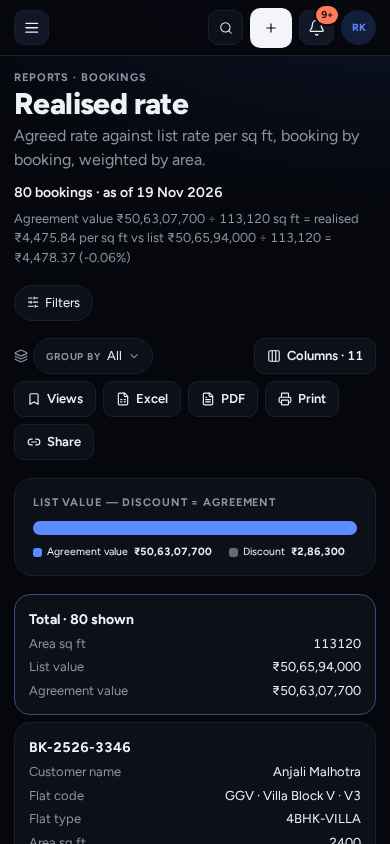 9+
RK
REPORTS · BOOKINGS
Realised rate
Agreed rate against list rate per sq ft, booking by
booking, weighted by area.
80 bookings · as of 19 Nov 2026
Agreement value ₹50,63,07,700 ÷ 113,120 sq ft = realised
₹4,475.84 per sq ft vs list ₹50,65,94,000 ÷ 113,120 =
₹4,478.37 (-0.06%)
Filters
GROUP BY All
Columns · 11
Views
Excel
PDF
Print
Share
LIST VALUE — DISCOUNT = AGREEMENT
Agreement value ₹50,63,07,700
Discount ₹2,86,300
Total · 80 shown
Area sq ft 113120
List value ₹50,65,94,000
Agreement value ₹50,63,07,700
BK-2526-3346
Customer name Anjali Malhotra
Flat code GGV · Villa Block V · V3
Flat type 4BHK-VILLA
Area sq ft 2400